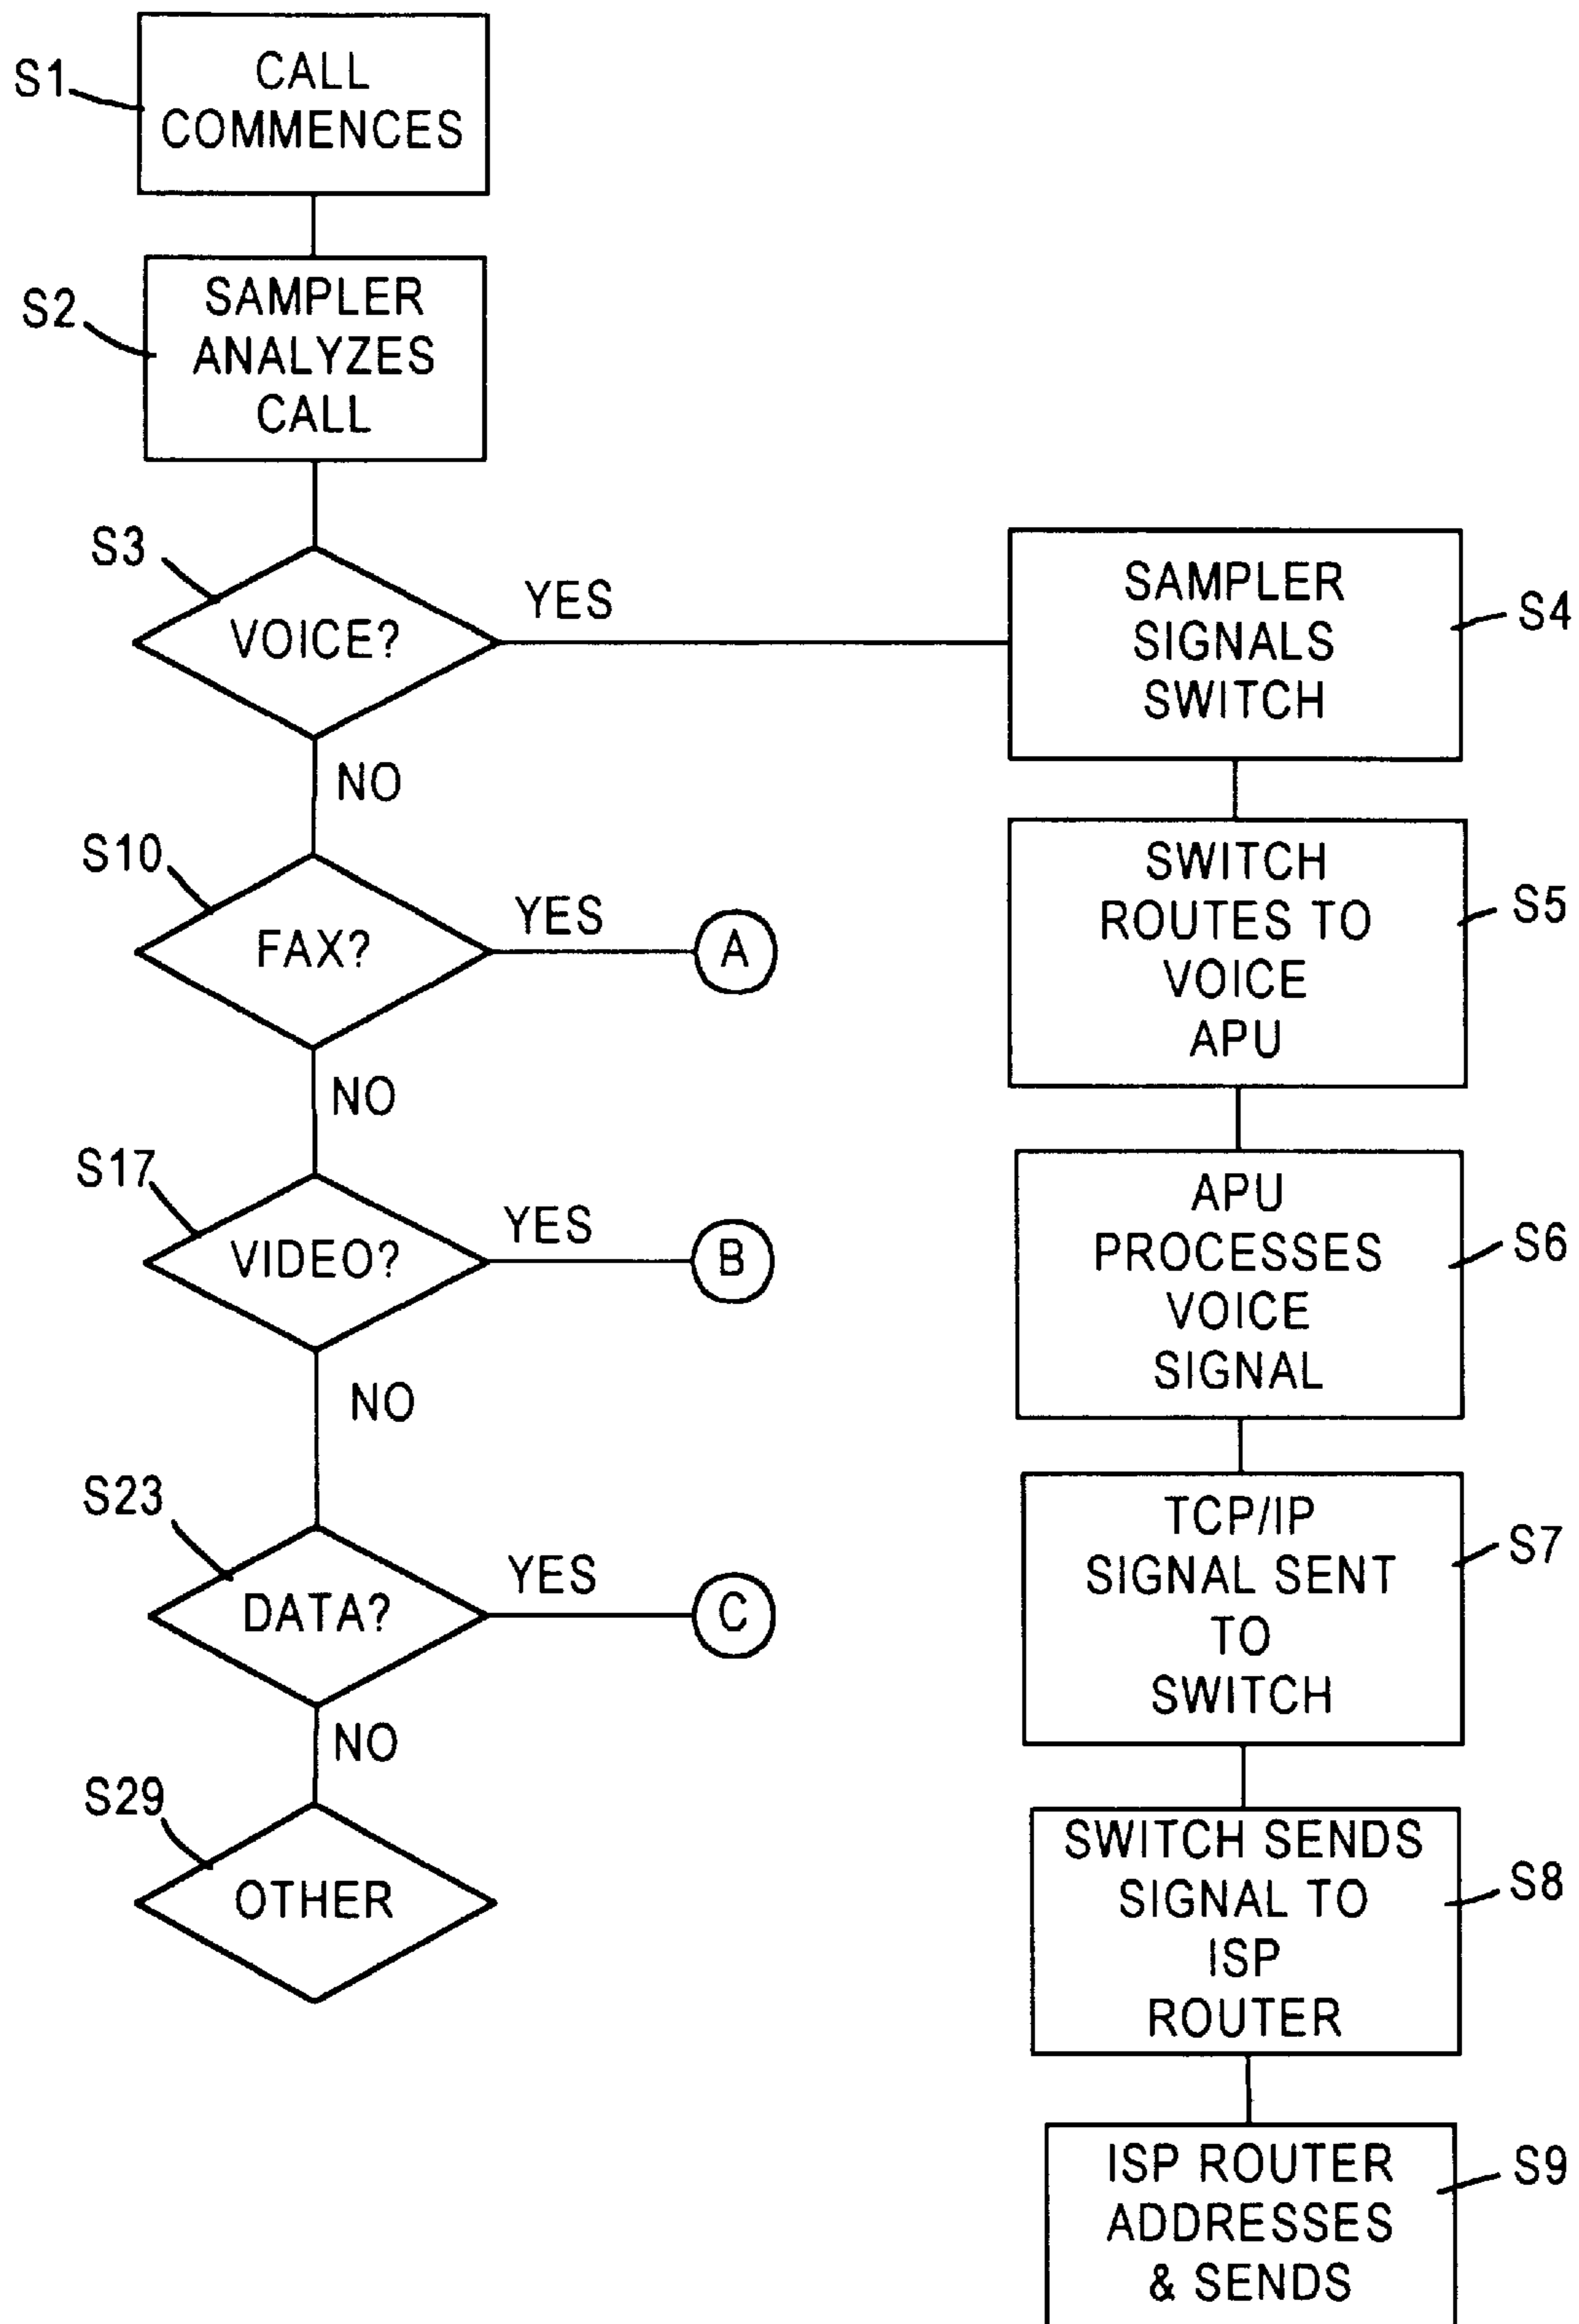 S1
CALL
COMMENCES
S2
SAMPLER
ANALYZES
CALL
S3
VOICE?
YES
NO
SAMPLER
SIGNALS
SWITCH
S4
SWITCH
ROUTES TO
VOICE
APU
S5
APU
PROCESSES
VOICE
SIGNAL
S6
TCP/IP
SIGNAL SENT
TO
SWITCH
S7
SWITCH SENDS
SIGNAL TO
ISP
ROUTER
S8
ISP ROUTER
ADDRESSES
& SENDS
S9
S10
FAX?
YES
A
NO
S17
VIDEO?
YES
B
NO
S23
DATA?
YES
C
NO
S29
OTHER